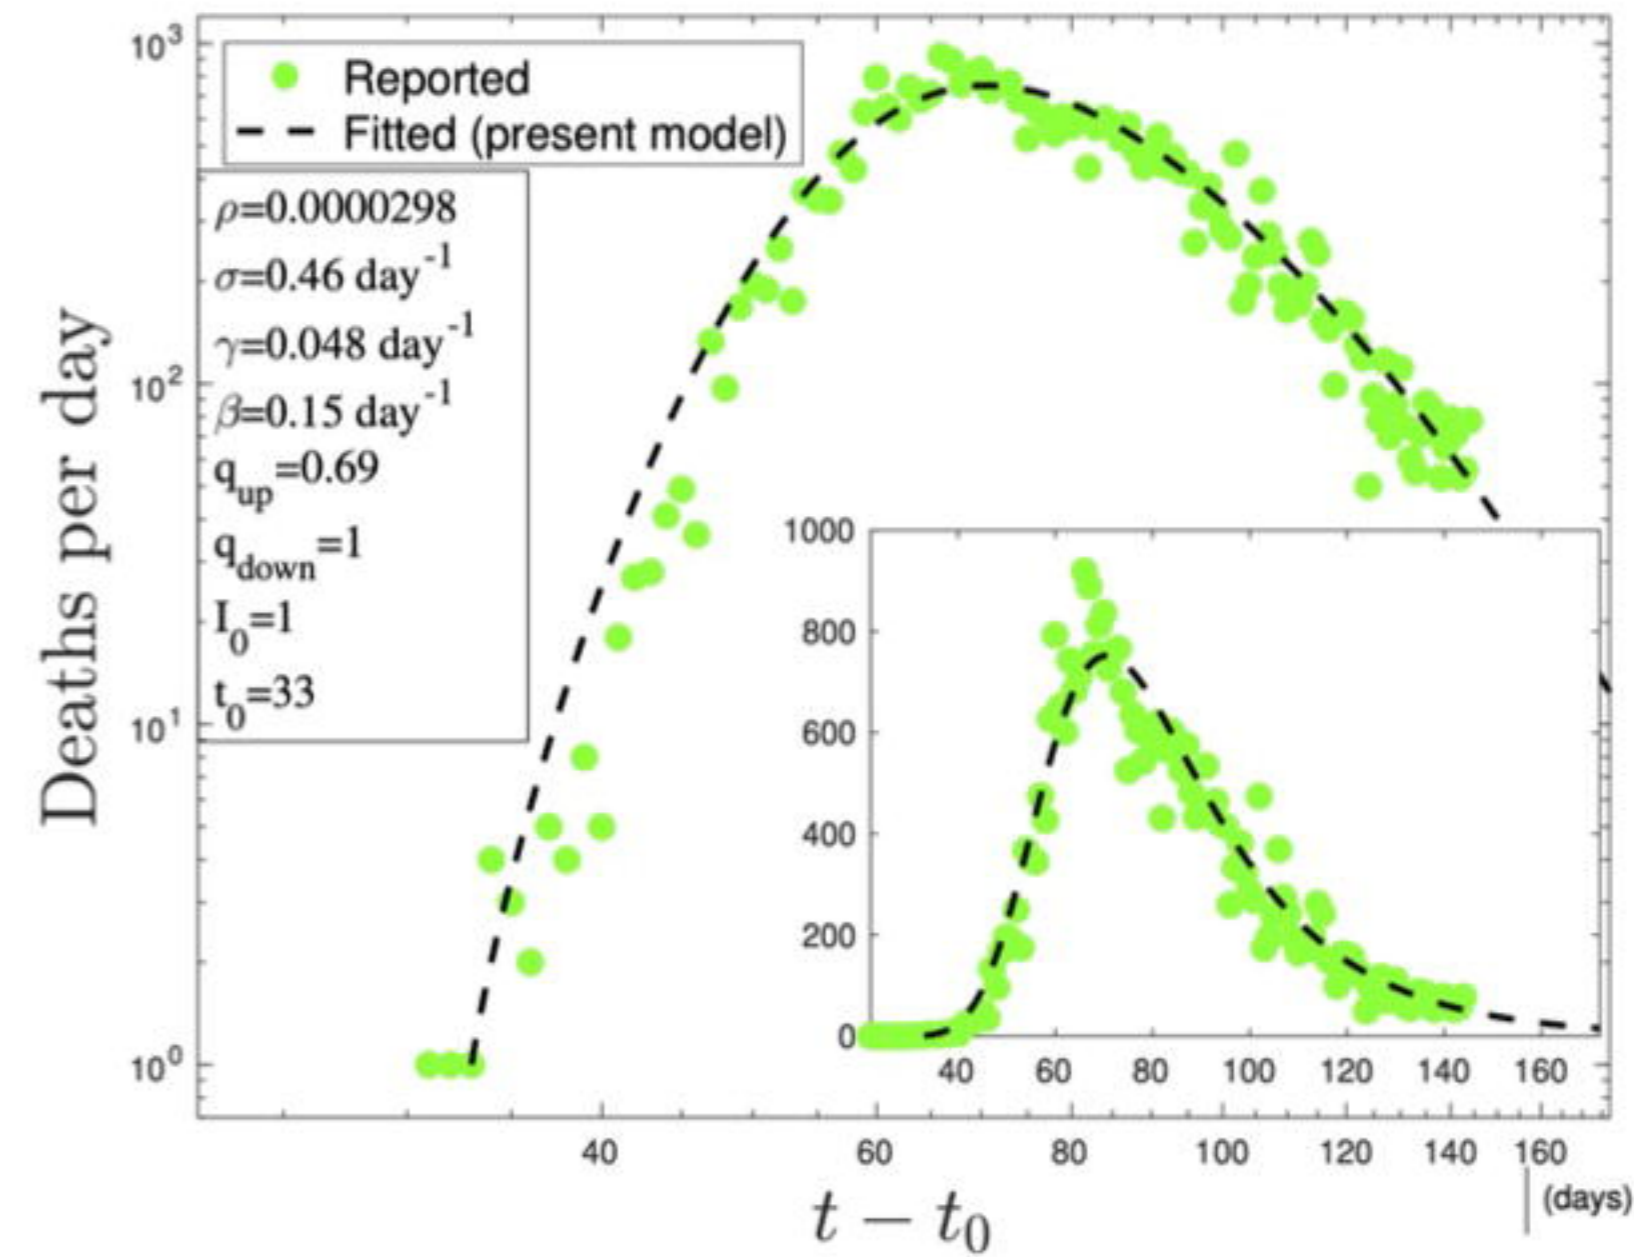 10³
Reported
Fitted (present model)
ρ=0.0000298
σ=0.46 day⁻¹
γ=0.048 day⁻¹
β=0.15 day⁻¹
q_up=0.69
q_down=1
I₀=1
t₀=33
10²
10¹
10⁰
Deaths per day
1000
800
600
400
200
0
40 60 80 100 120 140 160
40 60 80 100 120 140 160
t − t₀
(days)